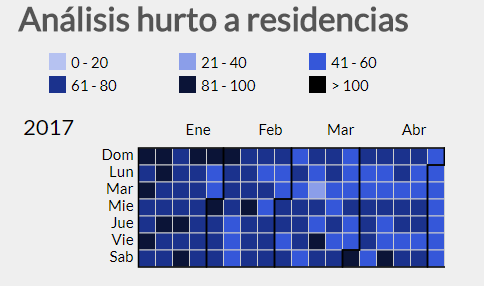 Análisis hurto a residencias
0 - 20 21 - 40 41 - 60
61 - 80 81 - 100 > 100
2017 Ene Feb Mar Abr
Dom
Lun
Mar
Mie
Jue
Vie
Sab